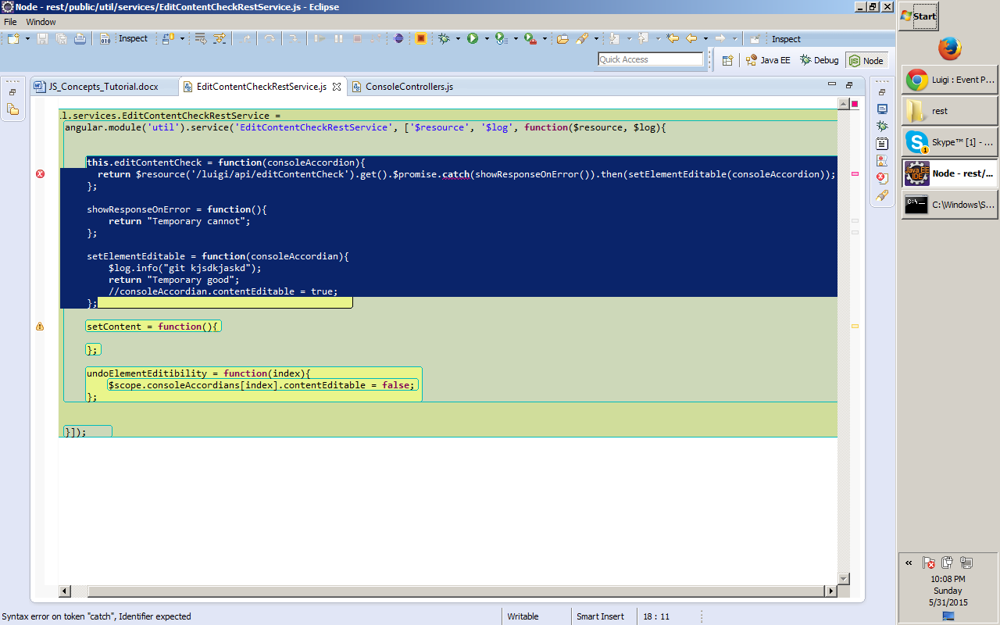 Node - rest/public/util/services/EditContentCheckRestService.js - Eclipse
File Window
Inspect
Inspect
Quick Access
Java EE
Debug
Node
JS_Concepts_Tutorial.docx
EditContentCheckRestService.js
ConsoleControllers.js
l.services.EditContentCheckRestService =
angular.module('util').service('EditContentCheckRestService', ['$resource', '$log', function($resource, $log){
this.editContentCheck = function(consoleAccordion){
return $resource('/luigi/api/editContentCheck').get().$promise.catch(showResponseOnError()).then(setElementEditable(consoleAccordion));
};
showResponseOnError = function(){
return "Temporary cannot";
};
setElementEditable = function(consoleAccordian){
$log.info("git kjsdkjaskd");
return "Temporary good";
//consoleAccordian.contentEditable = true;
};
setContent = function(){
};
undoElementEditibility = function(index){
$scope.consoleAccordians[index].contentEditable = false;
};
}]);
Syntax error on token "catch", Identifier expected
Writable
Smart Insert
18 : 11
Start
Luigi : Event P...
rest
Skype™ [1] - ...
Node - rest/...
C:\Windows\S...
10:08 PM
Sunday
5/31/2015